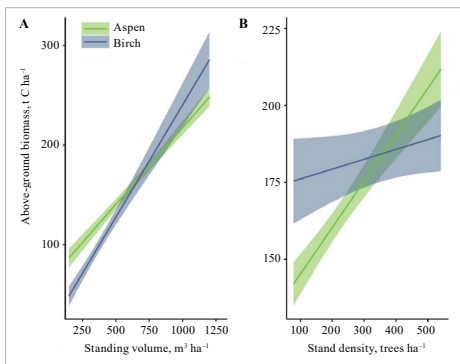 A
Aspen
Birch
B
Above-ground biomass, t C ha⁻¹
300
200
100
250
500
750
1000
1250
Standing volume, m³ ha⁻¹
225
200
175
150
100
200
300
400
500
Stand density, trees ha⁻¹